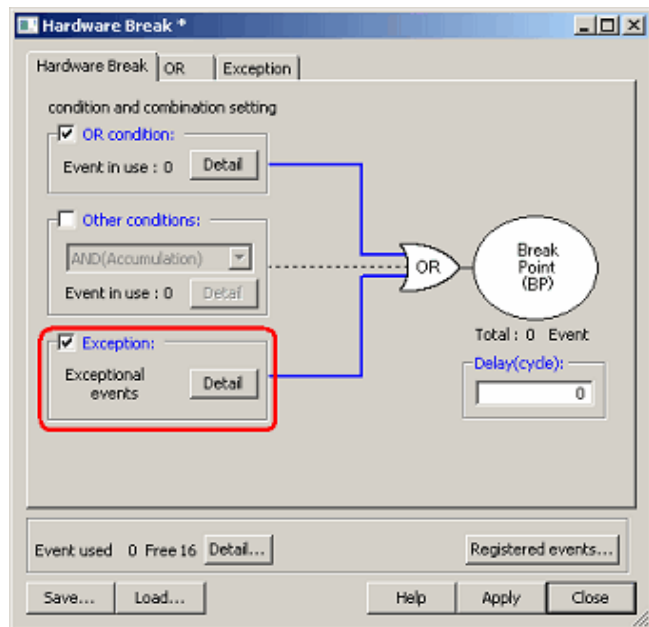 Hardware Break *
Hardware Break OR Exception
condition and combination setting
OR condition:
Event in use : 0 Detail
Other conditions:
AND(Accumulation)
Event in use : 0 Detail
Exception:
Exceptional
events
Detail
OR
Break
Point
(BP)
Total : 0 Event
Delay(cycle):
0
Event used 0 Free 16 Detail...
Registered events...
Save... Load... Help Apply Close